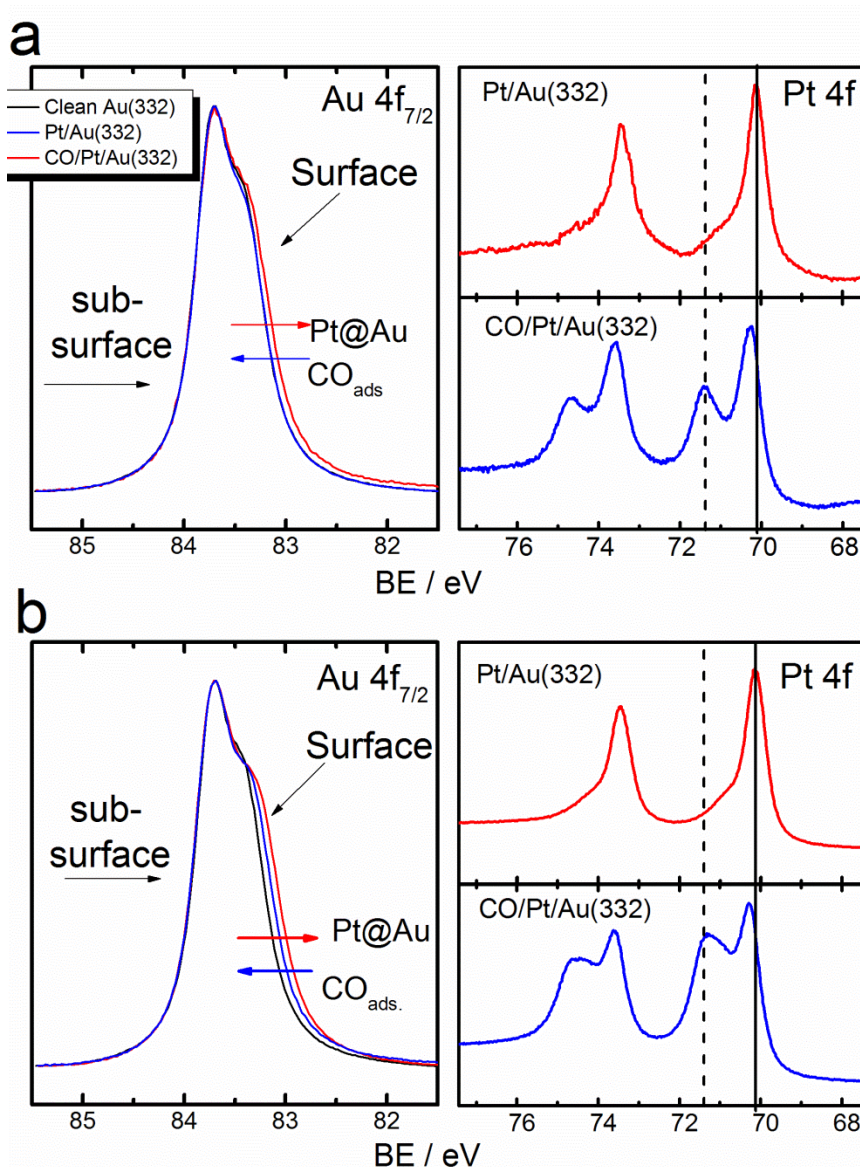 a
Clean Au(332)
Pt/Au(332)
CO/Pt/Au(332)
Au 4f7/2
Surface
sub-
surface
Pt@Au
COads
85 84 83 82
Pt/Au(332)
Pt 4f
CO/Pt/Au(332)
76 74 72 70 68
BE / eV
b
Au 4f7/2
Surface
sub-
surface
Pt@Au
COads.
85 84 83 82
Pt/Au(332)
Pt 4f
CO/Pt/Au(332)
76 74 72 70 68
BE / eV